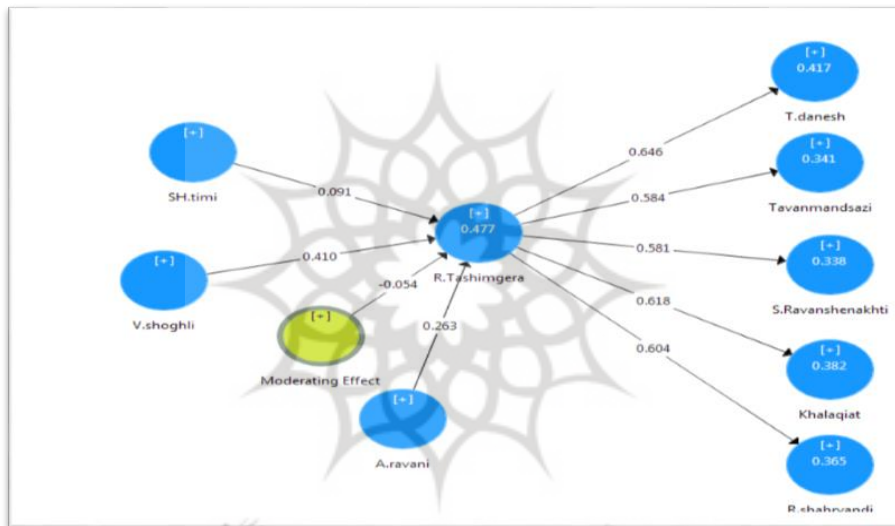 [+]
0.417
T.danesh
[+]
SH.timi
0.091
0.646
[+]
0.341
Tavanmandsazi
0.584
[+]
0.477
R.Tashimgera
[+]
V.shoghli
0.410
-0.054
0.581
[+]
0.338
S.Ravanshenakhti
[+]
Moderating Effect
0.263
0.618
[+]
0.382
Khalaqiat
0.604
[+]
A.ravani
[+]
0.365
R.shahrvandi